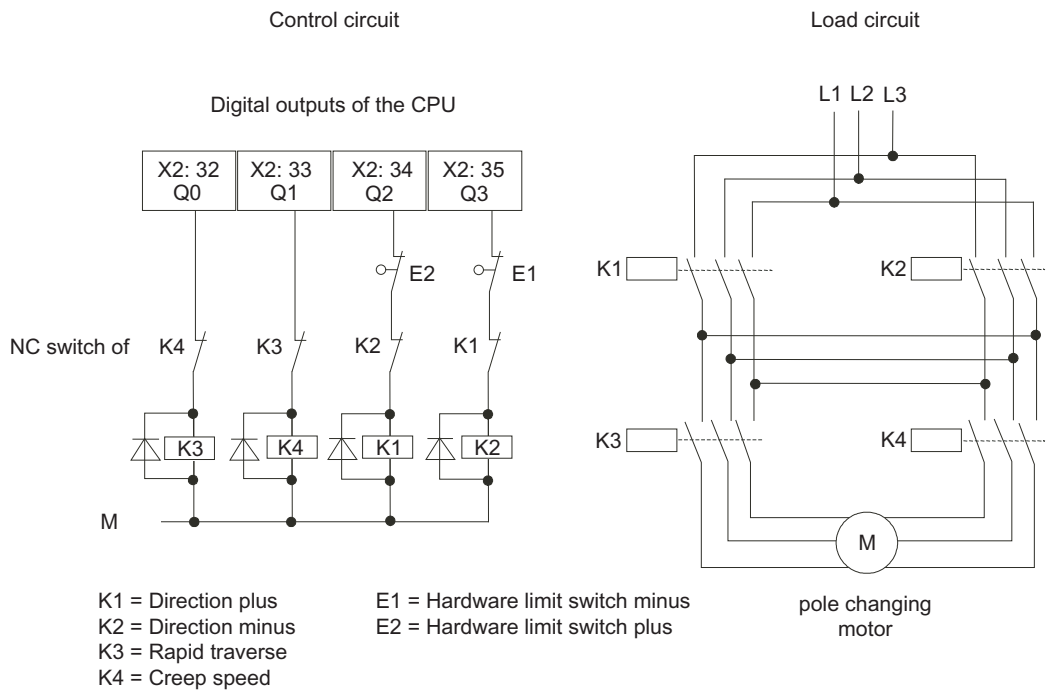 Control circuit
Load circuit
Digital outputs of the CPU
L1 L2 L3
X2: 32
Q0
X2: 33
Q1
X2: 34
Q2
X2: 35
Q3
E2
E1
K1
K2
NC switch of
K4
K3
K2
K1
K3
K4
K1
K2
K3
K4
M
M
K1 = Direction plus
K2 = Direction minus
K3 = Rapid traverse
K4 = Creep speed
E1 = Hardware limit switch minus
E2 = Hardware limit switch plus
pole changing
motor